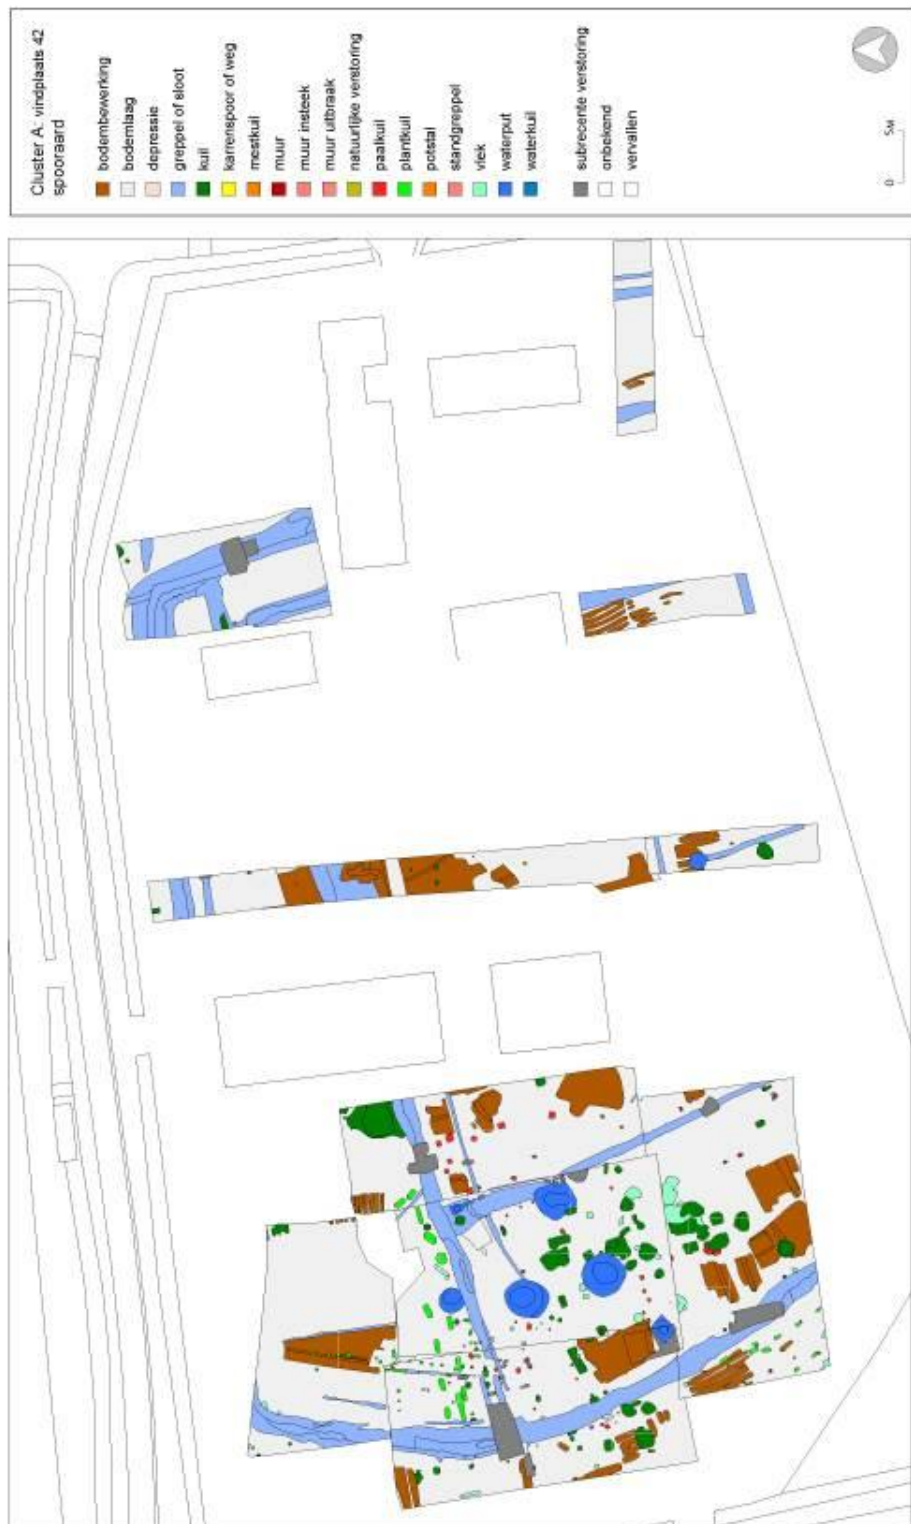 Cluster A: vindplaats 42
spooraard
bodembewerking
bodemlaag
depressie
greppel of sloot
kuil
karrenspoor of weg
mestkuil
muur
muur insteek
muur uitbraak
natuurlijke verstoring
paalkuil
plantkuil
potstal
standgreppel
vlek
waterput
waterkuil
subrecente verstoring
onbekend
vervallen
0 5M